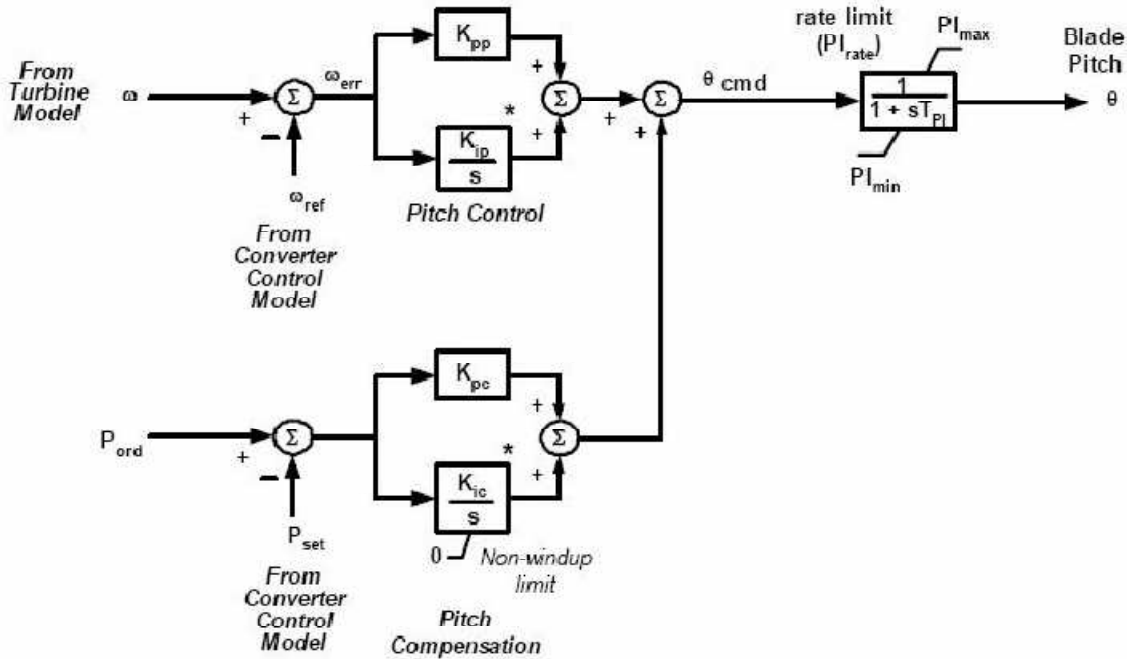 rate limit
(PI_rate)
PI_max
Blade
Pitch
θ
K_pp
From
Turbine
Model
ω
Σ
+
−
ω_err
+
Σ
*
+
K_ip
s
Pitch Control
+
Σ
+
θ cmd
1
1 + sT_PI
PI_min
ω_ref
From
Converter
Control
Model
K_pc
P_ord
Σ
+
−
+
Σ
*
+
K_ic
s
0
Non-windup
limit
P_set
From
Converter
Control
Model
Pitch
Compensation